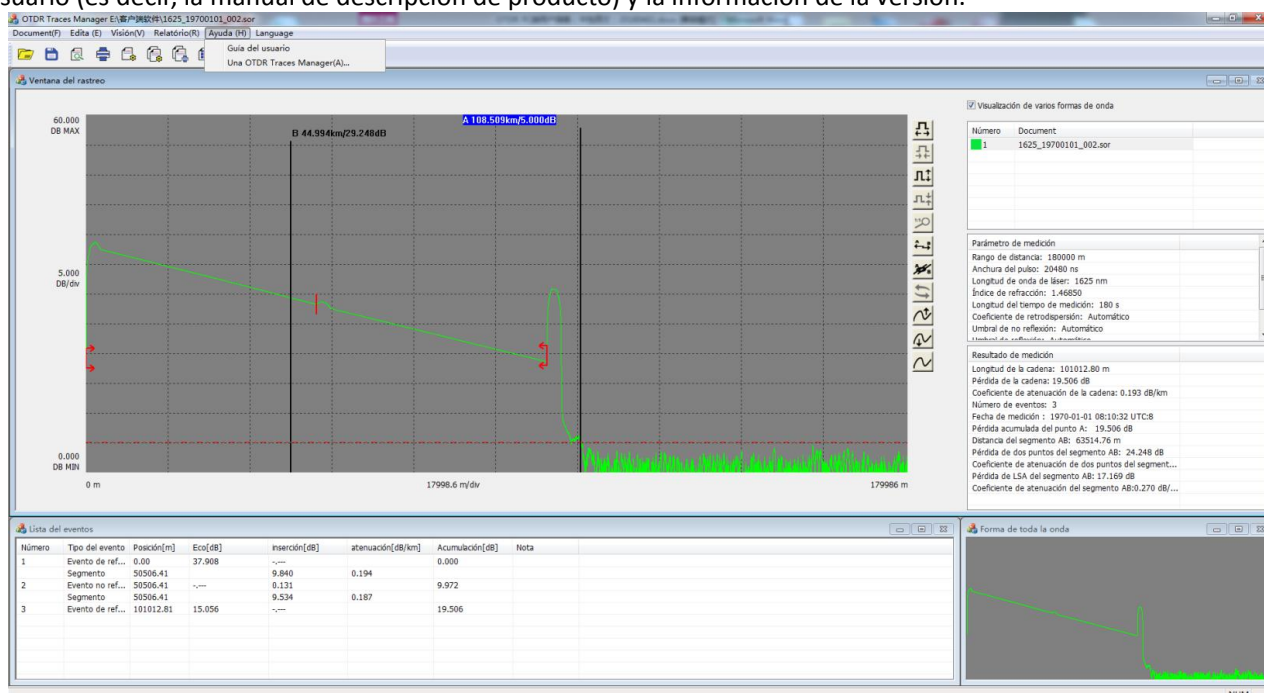 usuario (es decir, la manual de descripción de producto) y la información de la versión.
OTDR Traces Manager E:\客户端软件\1625_19700101_002.sor
Document(F) Edita (E) Visión(V) Relatório(R) Ayuda (H) Language
Guía del usuario
Una OTDR Traces Manager(A)...
Ventana del rastreo
Visualización de varios formas de onda
60.000
DB MAX
B 44.994km/29.248dB
A 108.509km/5.000dB
5.000
DB/div
0.000
DB MIN
0 m
17998.6 m/div
179986 m
Número Document
1 1625_19700101_002.sor
Parámetro de medición
Rango de distancia: 180000 m
Anchura del pulso: 20480 ns
Longitud de onda de láser: 1625 nm
Índice de refracción: 1.46850
Longitud del tiempo de medición: 180 s
Coeficiente de retrodispersión: Automático
Umbral de no reflexión: Automático
Umbral de reflexión: Automático
Resultado de medición
Longitud de la cadena: 101012.80 m
Pérdida de la cadena: 19.506 dB
Coeficiente de atenuación de la cadena: 0.193 dB/km
Número de eventos: 3
Fecha de medición : 1970-01-01 08:10:32 UTC:8
Pérdida acumulada del punto A: 19.506 dB
Distancia del segmento AB: 63514.76 m
Pérdida de dos puntos del segmento AB: 24.248 dB
Coeficiente de atenuación de dos puntos del segment...
Pérdida de LSA del segmento AB: 17.169 dB
Coeficiente de atenuación del segmento AB:0.270 dB/...
Lista del eventos
Número Tipo del evento Posición[m] Eco[dB] inserción[dB] atenuación[dB/km] Acumulación[dB] Nota
1 Evento de ref... 0.00 37.908 -.--- 0.000
Segmento 50506.41 9.840 0.194
2 Evento no ref... 50506.41 -.--- 0.131 9.972
Segmento 50506.41 9.534 0.187
3 Evento de ref... 101012.81 15.056 -.--- 19.506
Forma de toda la onda